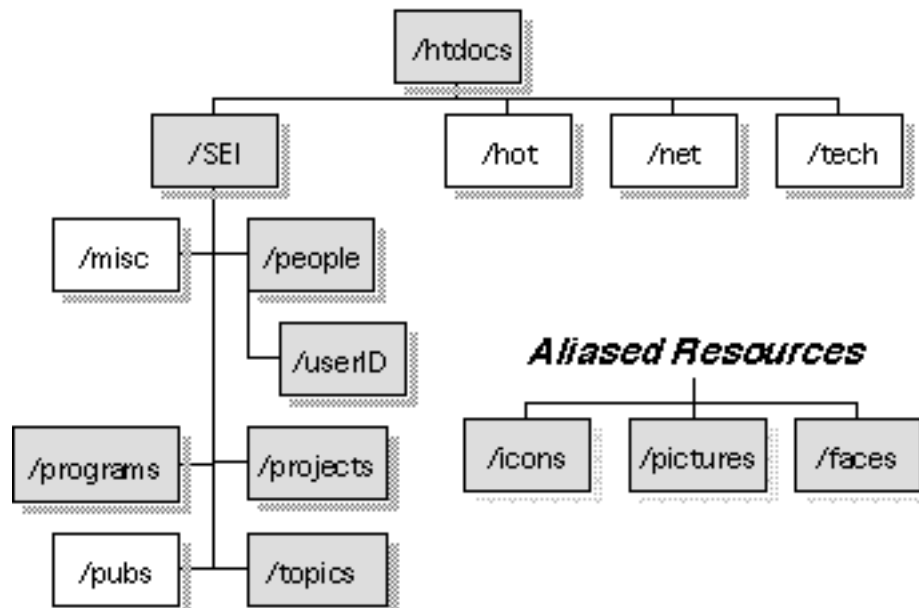 /htdocs
/SEI
/hot
/net
/tech
/misc
/people
/userID
Aliased Resources
/programs
/projects
/icons
/pictures
/faces
/pubs
/topics